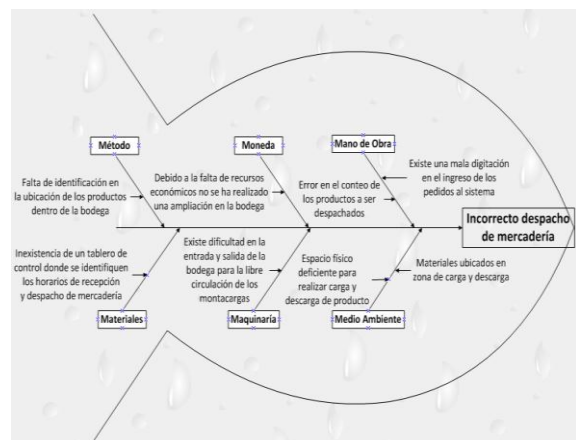 Método
Moneda
Mano de Obra
Falta de identificación en
la ubicación de los productos
dentro de la bodega
Debido a la falta de recursos
económicos no se ha realizado
una ampliación en la bodega
Existe una mala digitación
en el ingreso de los
pedidos al sistema
Error en el conteo de
los productos a ser
despachados
Incorrecto despacho
de mercadería
Inexistencia de un tablero de
control donde se identifiquen
los horarios de recepción
y despacho de mercadería
Existe dificultad en la
entrada y salida de la
bodega para la libre
circulación de los
montacargas
Espacio físico
deficiente para
realizar carga y
descarga de producto
Materiales ubicados en
zona de carga y descarga
Materiales
Maquinaría
Medio Ambiente